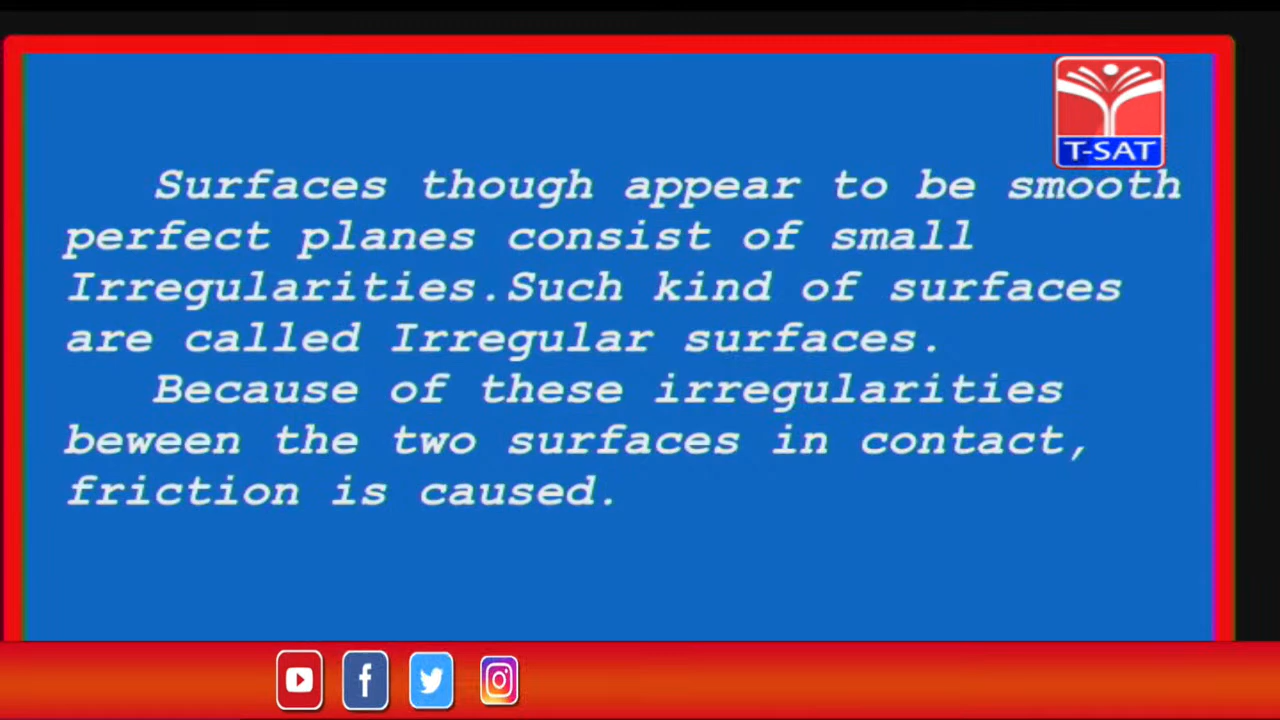 T-SAT
Surfaces though appear to be smooth
perfect planes consist of small
Irregularities.Such kind of surfaces
are called Irregular surfaces.
Because of these irregularities
beween the two surfaces in contact,
friction is caused.